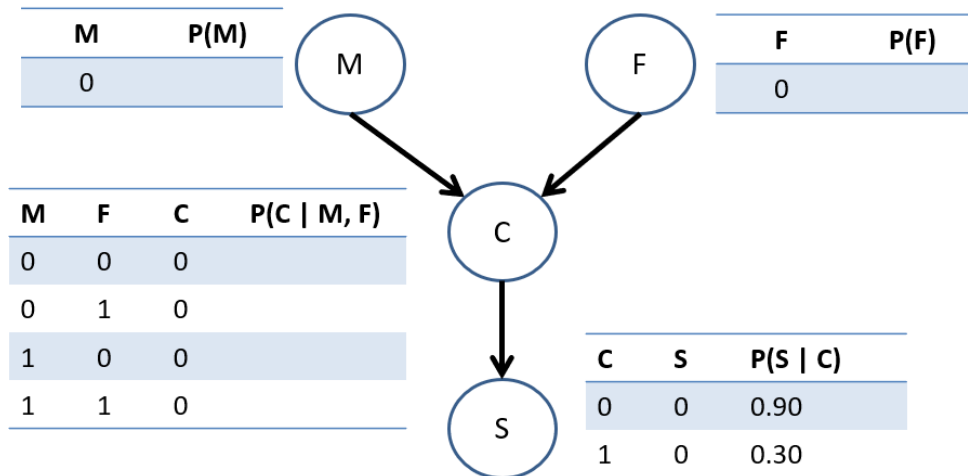 M P(M)
0
M
F
F P(F)
0
M F C P(C | M, F)
0 0 0
0 1 0
1 0 0
1 1 0
C
S
C S P(S | C)
0 0 0.90
1 0 0.30